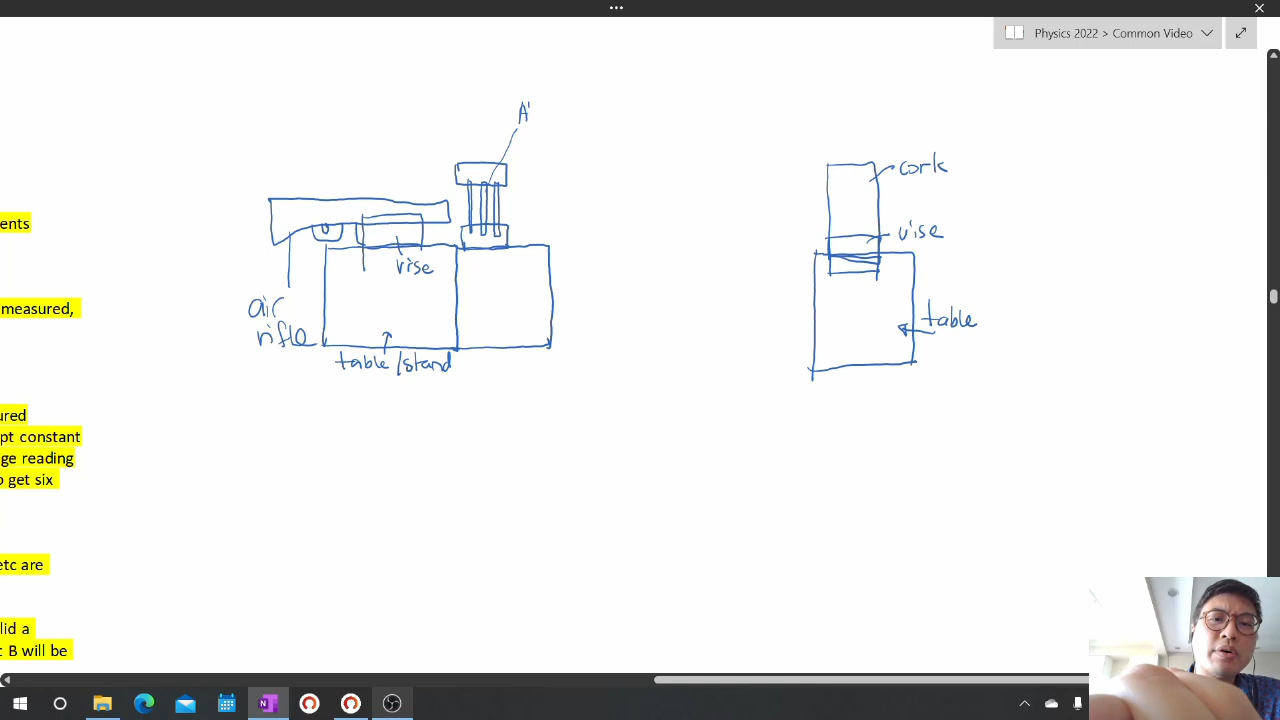 Physics 2022 > Common Video
ents
measured,
ured
pt constant
ge reading
o get six
etc are
lid a
t B will be
A'
air
rifle
vise
table/stand
cork
vise
table